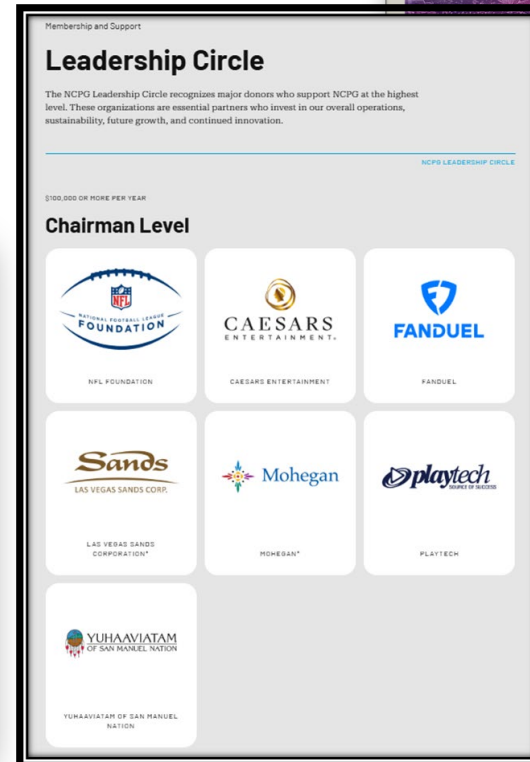 Membership and Support
Leadership Circle
The NCPG Leadership Circle recognizes major donors who support NCPG at the highest
level. These organizations are essential partners who invest in our overall operations,
sustainability, future growth, and continued innovation.
NCPG LEADERSHIP CIRCLE
$100,000 OR MORE PER YEAR
Chairman Level
NFL
NATIONAL FOOTBALL LEAGUE
FOUNDATION
NFL FOUNDATION
CAESARS
ENTERTAINMENT.
CAESARS ENTERTAINMENT
FANDUEL
FANDUEL
Sands
LAS VEGAS SANDS CORP.
LAS VEGAS SANDS
CORPORATION*
Mohegan
MOHEGAN*
playtech
SOURCE OF SUCCESS
PLAYTECH
YUHAAVIATAM
OF SAN MANUEL NATION
YUHAAVIATAM OF SAN MANUEL
NATION